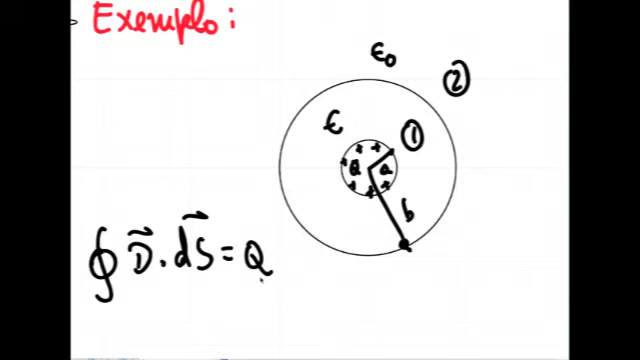 Exemplo:
ε₀
②
ε
①
+ + + + + + +
Q a
b
∮ D⃗ . dS⃗ = Q